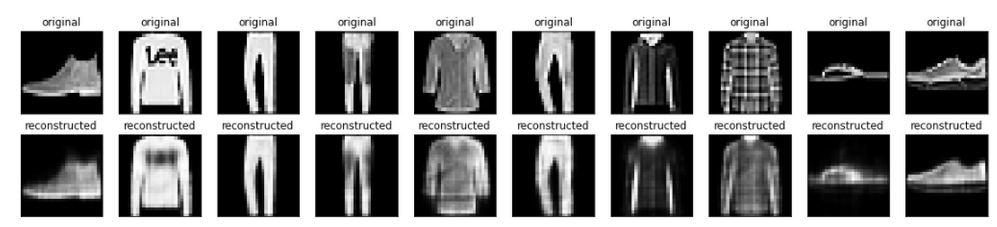 original original original original original original original original original original
Lee
reconstructed reconstructed reconstructed reconstructed reconstructed reconstructed reconstructed reconstructed reconstructed reconstructed